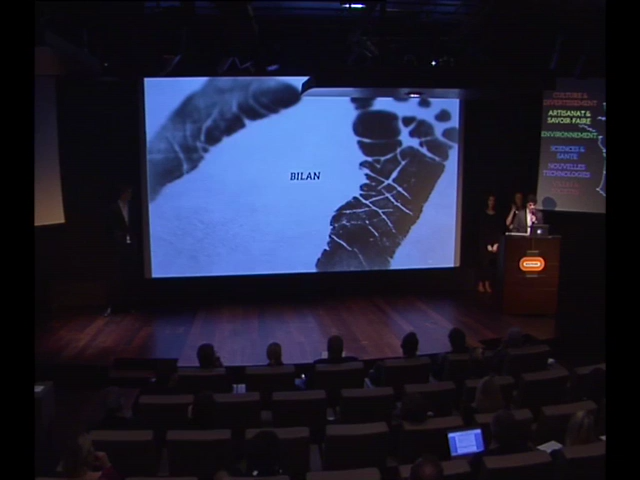 BILAN
CULTURE &
DIVERTISSEMENT
ARTISANAT &
SAVOIR-FAIRE
ENVIRONNEMENT
SCIENCES &
SANTÉ
NOUVELLES
TECHNOLOGIES